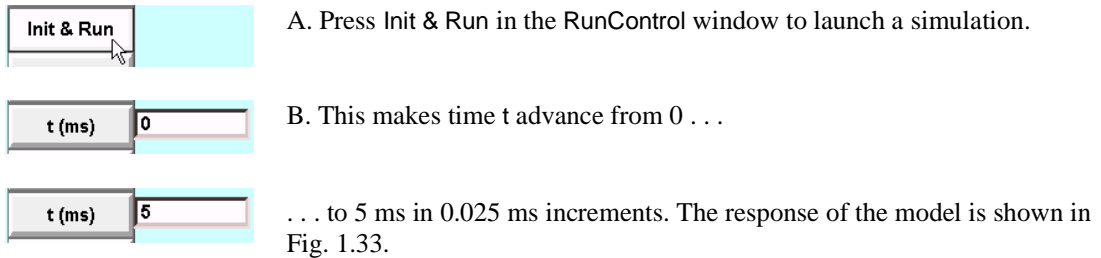 Init & Run
A. Press Init & Run in the RunControl window to launch a simulation.
t (ms) 0
B. This makes time t advance from 0 . . .
t (ms) 5
. . . to 5 ms in 0.025 ms increments. The response of the model is shown in
Fig. 1.33.